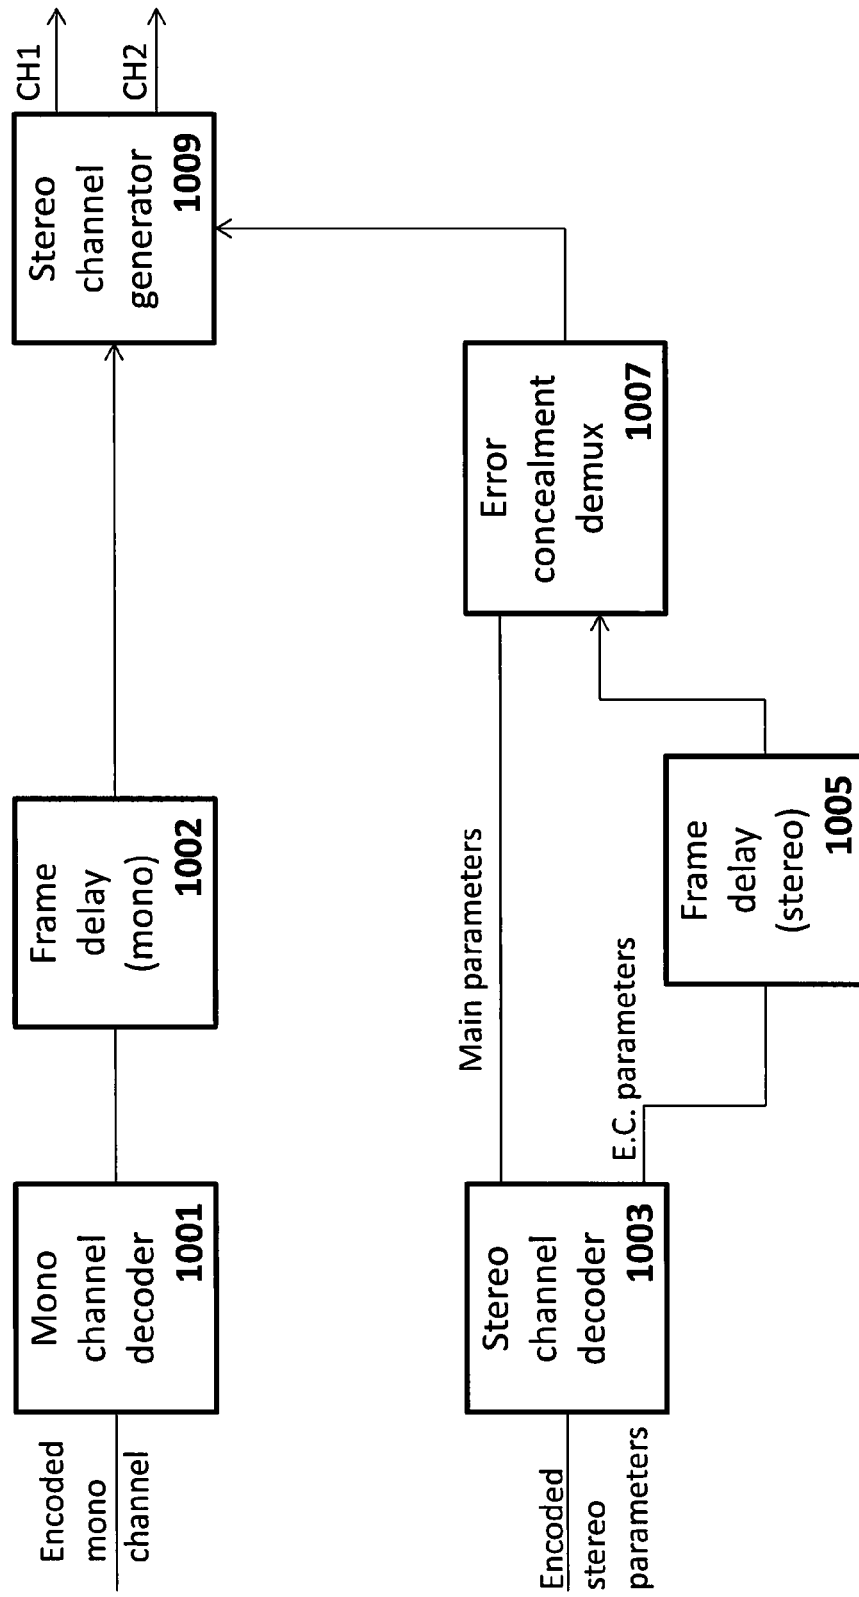 Encoded
mono
channel
Mono
channel
decoder
1001
Frame
delay
(mono)
1002
Stereo
channel
generator
1009
CH1
CH2
Encoded
stereo
parameters
Stereo
channel
decoder
1003
Main parameters
E.C. parameters
Frame
delay
(stereo)
1005
Error
concealment
demux
1007